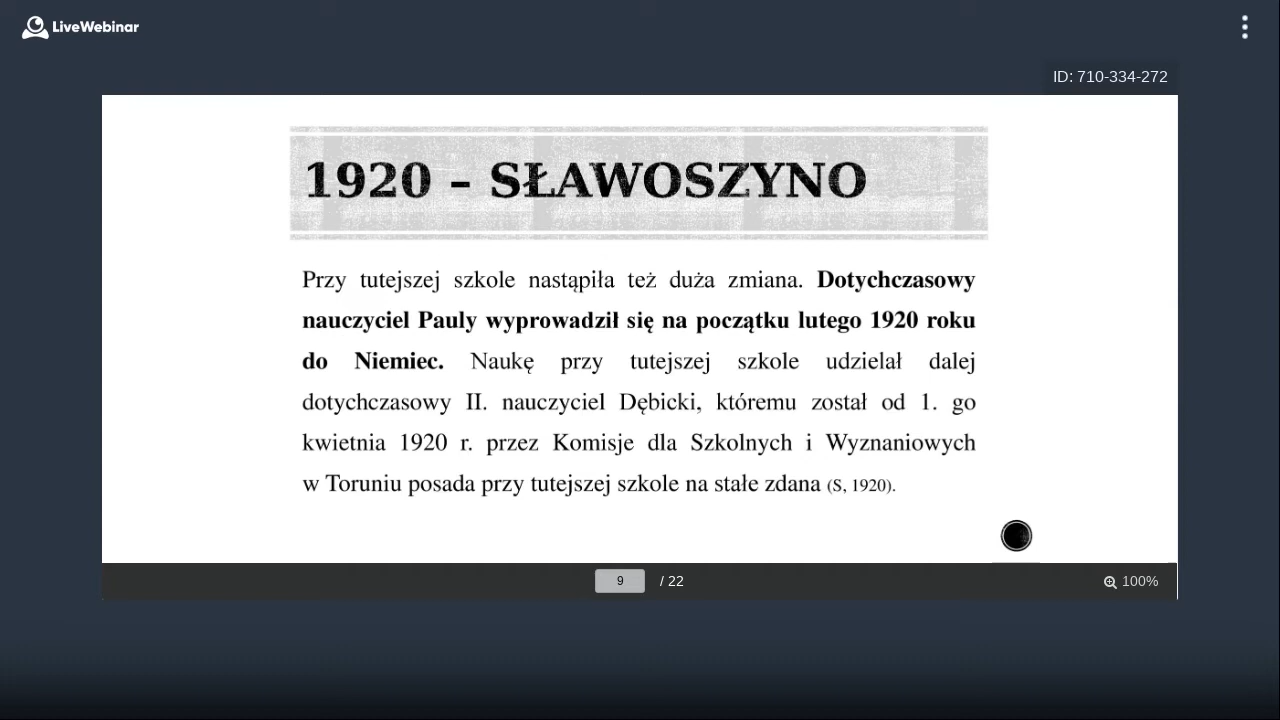 LiveWebinar
ID: 710-334-272
1920 – SŁAWOSZYNO
Przy tutejszej szkole nastąpiła też duża zmiana. Dotychczasowy
nauczyciel Pauly wyprowadził się na początku lutego 1920 roku
do Niemiec. Naukę przy tutejszej szkole udzielał dalej
dotychczasowy II. nauczyciel Dębicki, któremu został od 1. go
kwietnia 1920 r. przez Komisje dla Szkolnych i Wyznaniowych
w Toruniu posada przy tutejszej szkole na stałe zdana (S, 1920).
9 / 22
100%